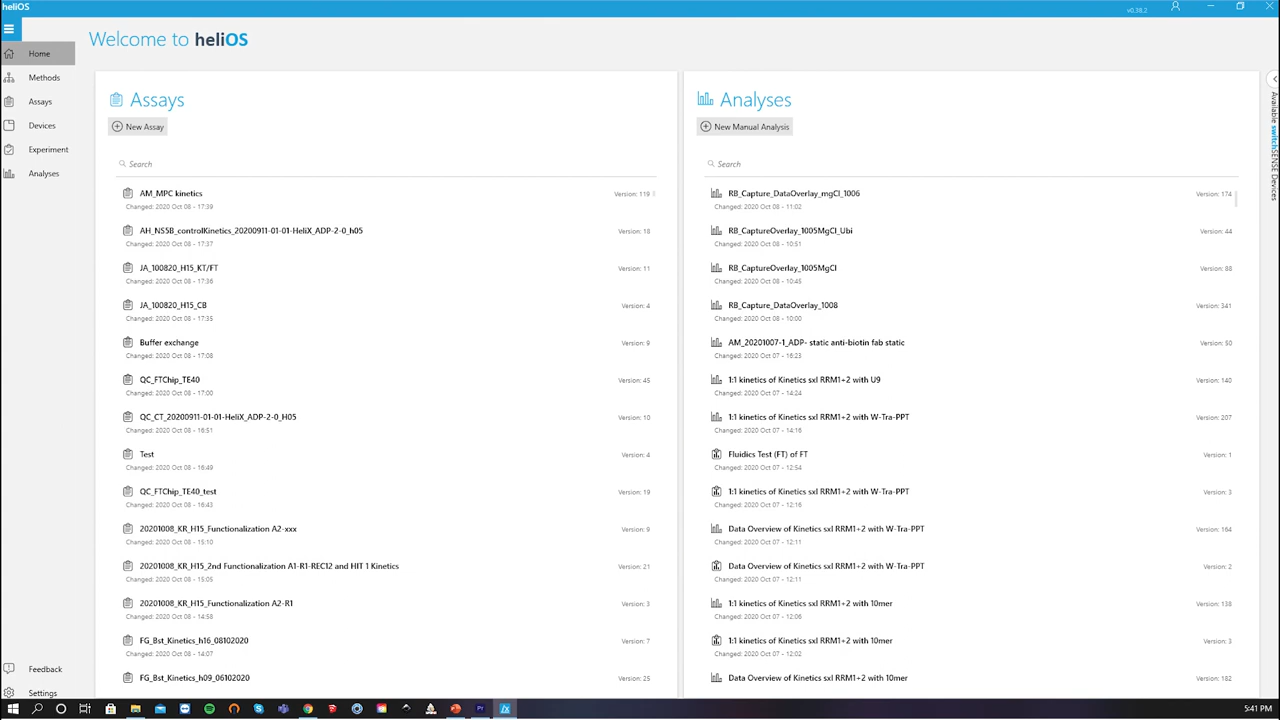 heliOS
v0.38.2
Welcome to heliOS
Home
Methods
Assays
Devices
Experiment
Analyses
Feedback
Settings
Assays
New Assay
Search
AM_MPC kinetics
Version: 119
Changed: 2020 Oct 08 - 17:39
AH_NS5B_controlKinetics_20200911-01-01-HeliX_ADP-2-0_h05
Version: 18
Changed: 2020 Oct 08 - 17:37
JA_100820_H15_KT/FT
Version: 11
Changed: 2020 Oct 08 - 17:36
JA_100820_H15_CB
Version: 4
Changed: 2020 Oct 08 - 17:35
Buffer exchange
Version: 9
Changed: 2020 Oct 08 - 17:08
QC_FTChip_TE40
Version: 45
Changed: 2020 Oct 08 - 17:00
QC_CT_20200911-01-01-HeliX_ADP-2-0_H05
Version: 10
Changed: 2020 Oct 08 - 16:51
Test
Version: 4
Changed: 2020 Oct 08 - 16:49
QC_FTChip_TE40_test
Version: 19
Changed: 2020 Oct 08 - 16:43
20201008_KR_H15_Functionalization A2-xxx
Version: 9
Changed: 2020 Oct 08 - 15:10
20201008_KR_H15_2nd Functionalization A1-R1-REC12 and HIT 1 Kinetics
Version: 21
Changed: 2020 Oct 08 - 15:05
20201008_KR_H15_Functionalization A2-R1
Version: 3
Changed: 2020 Oct 08 - 14:58
FG_Bst_Kinetics_h16_08102020
Version: 7
Changed: 2020 Oct 08 - 14:07
FG_Bst_Kinetics_h09_06102020
Version: 25
Analyses
New Manual Analysis
Search
RB_Capture_DataOverlay_mgCl_1006
Version: 174
Changed: 2020 Oct 08 - 11:02
RB_CaptureOverlay_1005MgCl_Ubi
Version: 44
Changed: 2020 Oct 08 - 10:51
RB_CaptureOverlay_1005MgCl
Version: 88
Changed: 2020 Oct 08 - 10:45
RB_Capture_DataOverlay_1008
Version: 341
Changed: 2020 Oct 08 - 10:00
AM_20201007-1_ADP- static anti-biotin fab static
Version: 50
Changed: 2020 Oct 07 - 16:23
1:1 kinetics of Kinetics sxl RRM1+2 with U9
Version: 140
Changed: 2020 Oct 07 - 14:24
1:1 kinetics of Kinetics sxl RRM1+2 with W-Tra-PPT
Version: 207
Changed: 2020 Oct 07 - 14:16
Fluidics Test (FT) of FT
Version: 1
Changed: 2020 Oct 07 - 12:54
1:1 kinetics of Kinetics sxl RRM1+2 with W-Tra-PPT
Version: 3
Changed: 2020 Oct 07 - 12:16
Data Overview of Kinetics sxl RRM1+2 with W-Tra-PPT
Version: 164
Changed: 2020 Oct 07 - 12:11
Data Overview of Kinetics sxl RRM1+2 with W-Tra-PPT
Version: 2
Changed: 2020 Oct 07 - 12:11
1:1 kinetics of Kinetics sxl RRM1+2 with 10mer
Version: 138
Changed: 2020 Oct 07 - 12:06
1:1 kinetics of Kinetics sxl RRM1+2 with 10mer
Version: 3
Changed: 2020 Oct 07 - 12:02
Data Overview of Kinetics sxl RRM1+2 with 10mer
Version: 182
Available switchSENSE Devices
5:41 PM